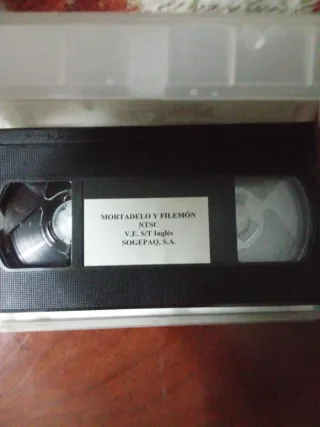 MORTADELO Y FILEMÓN
NTSC
V.E. S/T Inglés
SOGEPAQ, S.A.